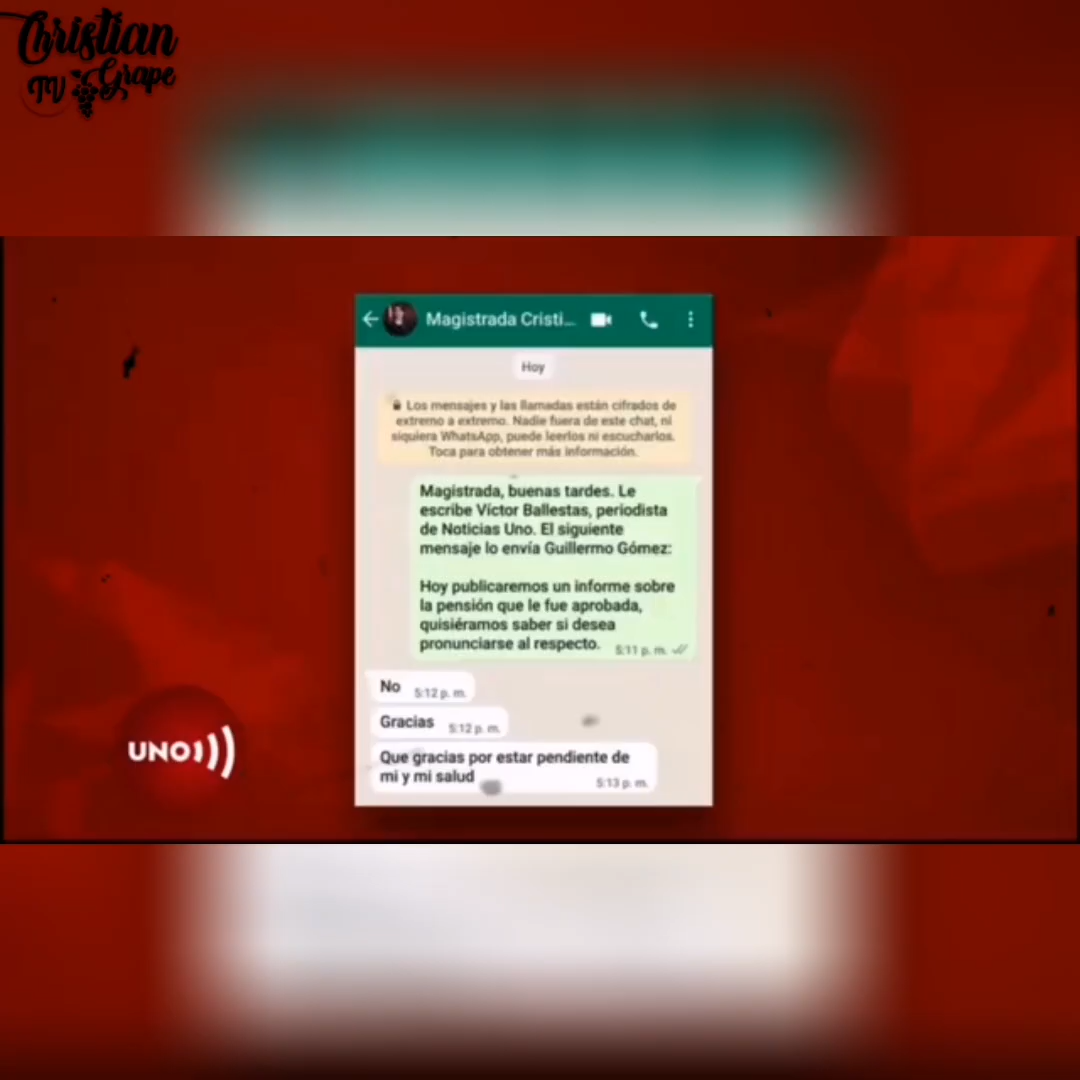 Christian
TV Grape
Magistrada Cristi...
Hoy
Los mensajes y las llamadas están cifrados de
extremo a extremo. Nadie fuera de este chat, ni
siquiera WhatsApp, puede leerlos ni escucharlos.
Toca para obtener más información.
Magistrada, buenas tardes. Le
escribe Víctor Ballestas, periodista
de Noticias Uno. El siguiente
mensaje lo envía Guillermo Gómez:
Hoy publicaremos un informe sobre
la pensión que le fue aprobada,
quisiéramos saber si desea
pronunciarse al respecto. 5:11 p. m.
No 5:12 p. m.
Gracias 5:12 p. m.
Que gracias por estar pendiente de
mi y mi salud 5:13 p. m.
UNO